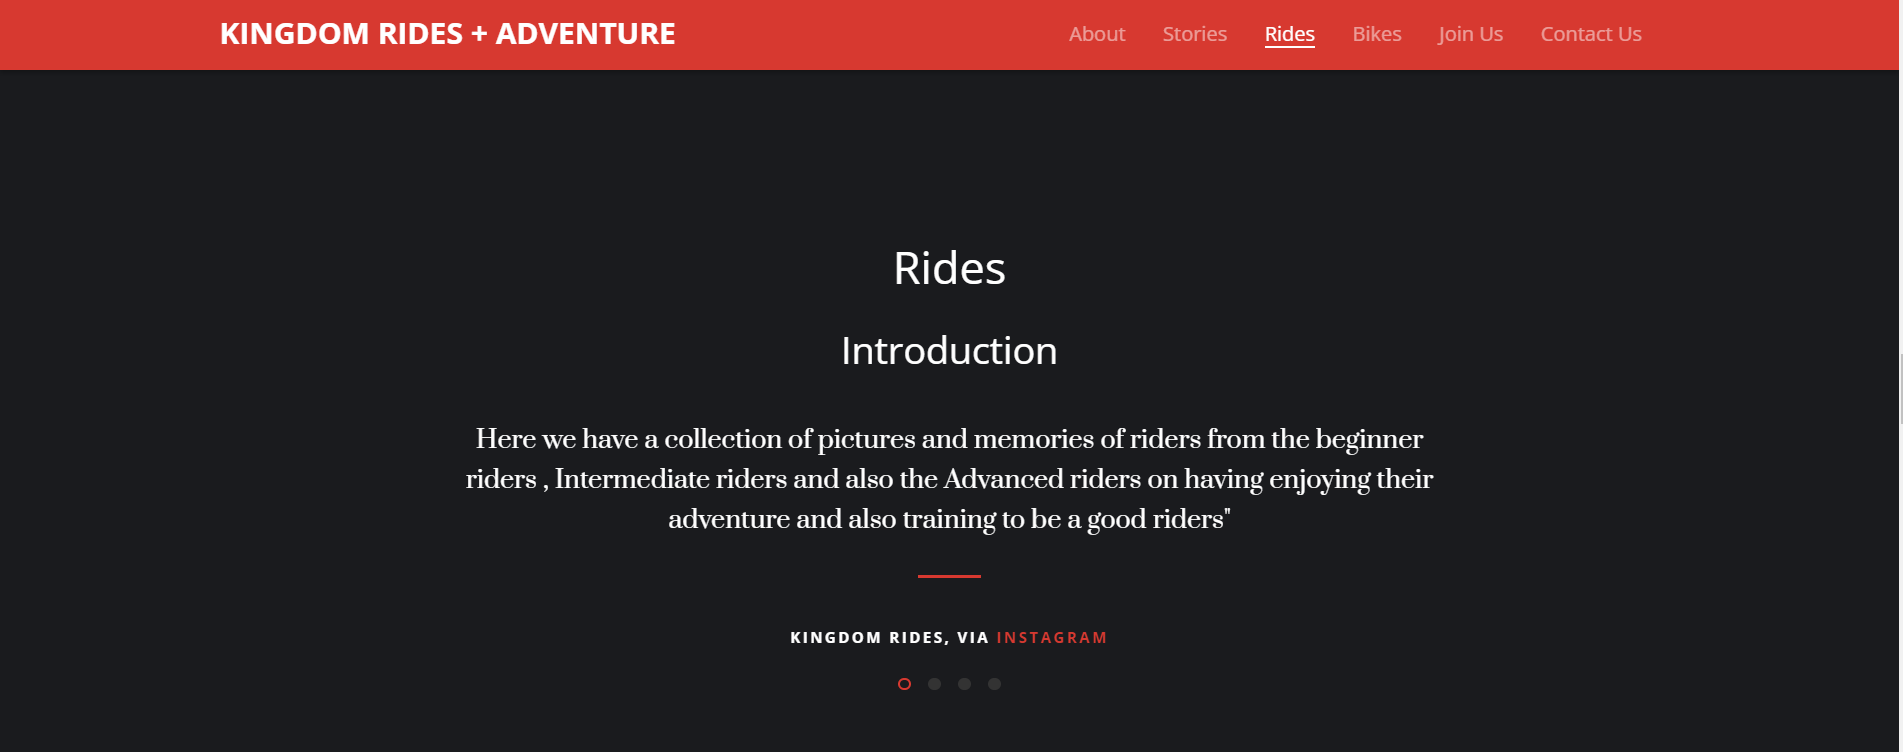 KINGDOM RIDES + ADVENTURE
About Stories Rides Bikes Join Us Contact Us
Rides
Introduction
Here we have a collection of pictures and memories of riders from the beginner
riders , Intermediate riders and also the Advanced riders on having enjoying their
adventure and also training to be a good riders"
KINGDOM RIDES, VIA INSTAGRAM